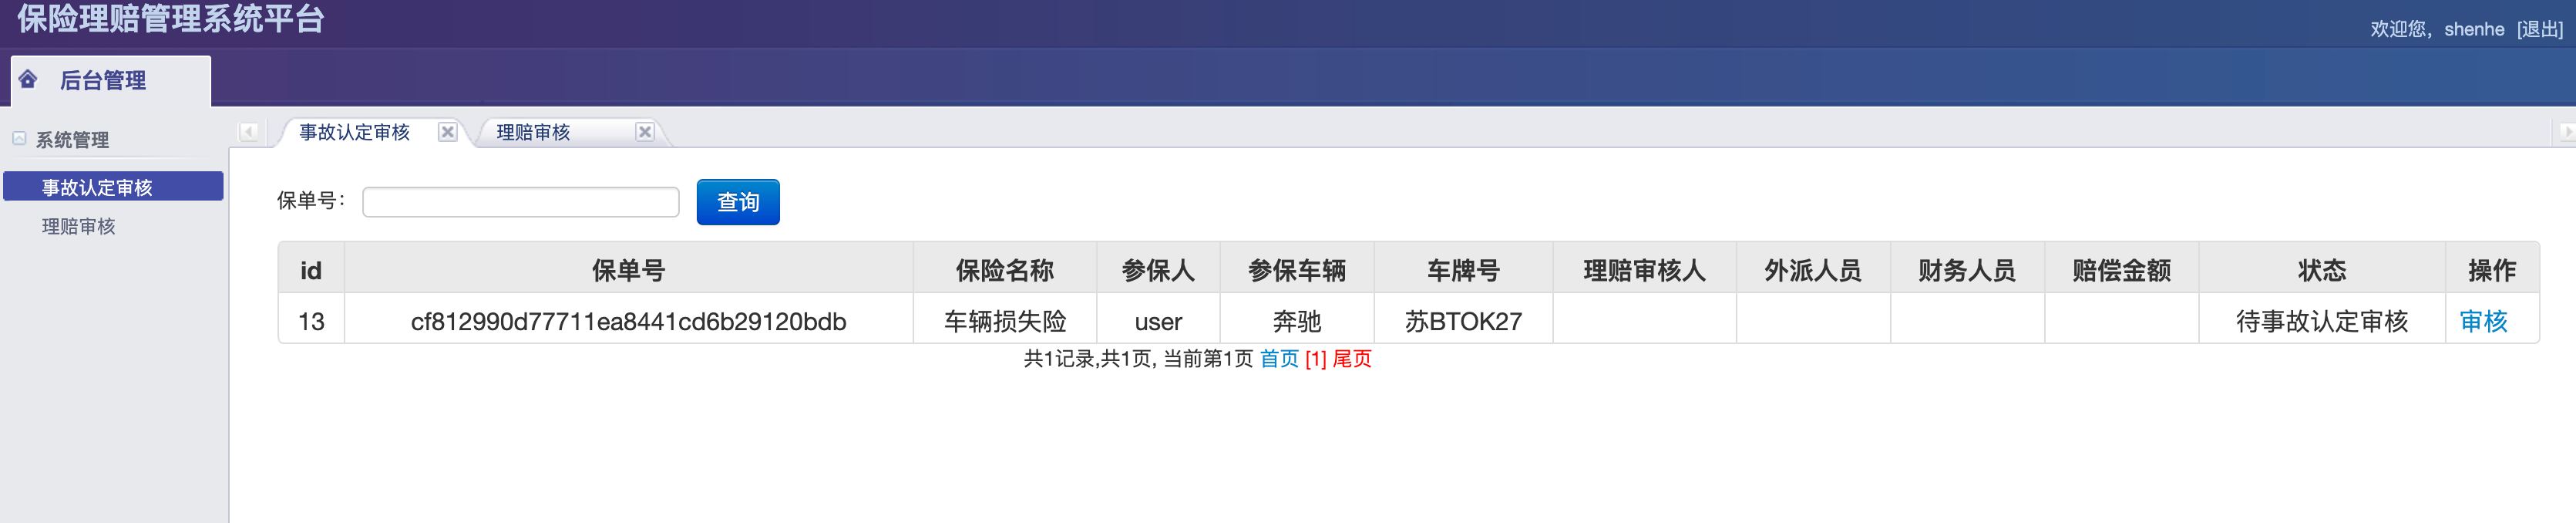 保险理赔管理系统平台
欢迎您，shenhe [退出]
后台管理
系统管理
事故认定审核
理赔审核
事故认定审核 理赔审核
保单号： 查询
id 保单号 保险名称 参保人 参保车辆 车牌号 理赔审核人 外派人员 财务人员 赔偿金额 状态 操作
13 cf812990d77711ea8441cd6b29120bdb 车辆损失险 user 奔驰 苏BTOK27 待事故认定审核 审核
共1记录,共1页, 当前第1页 首页 [1] 尾页